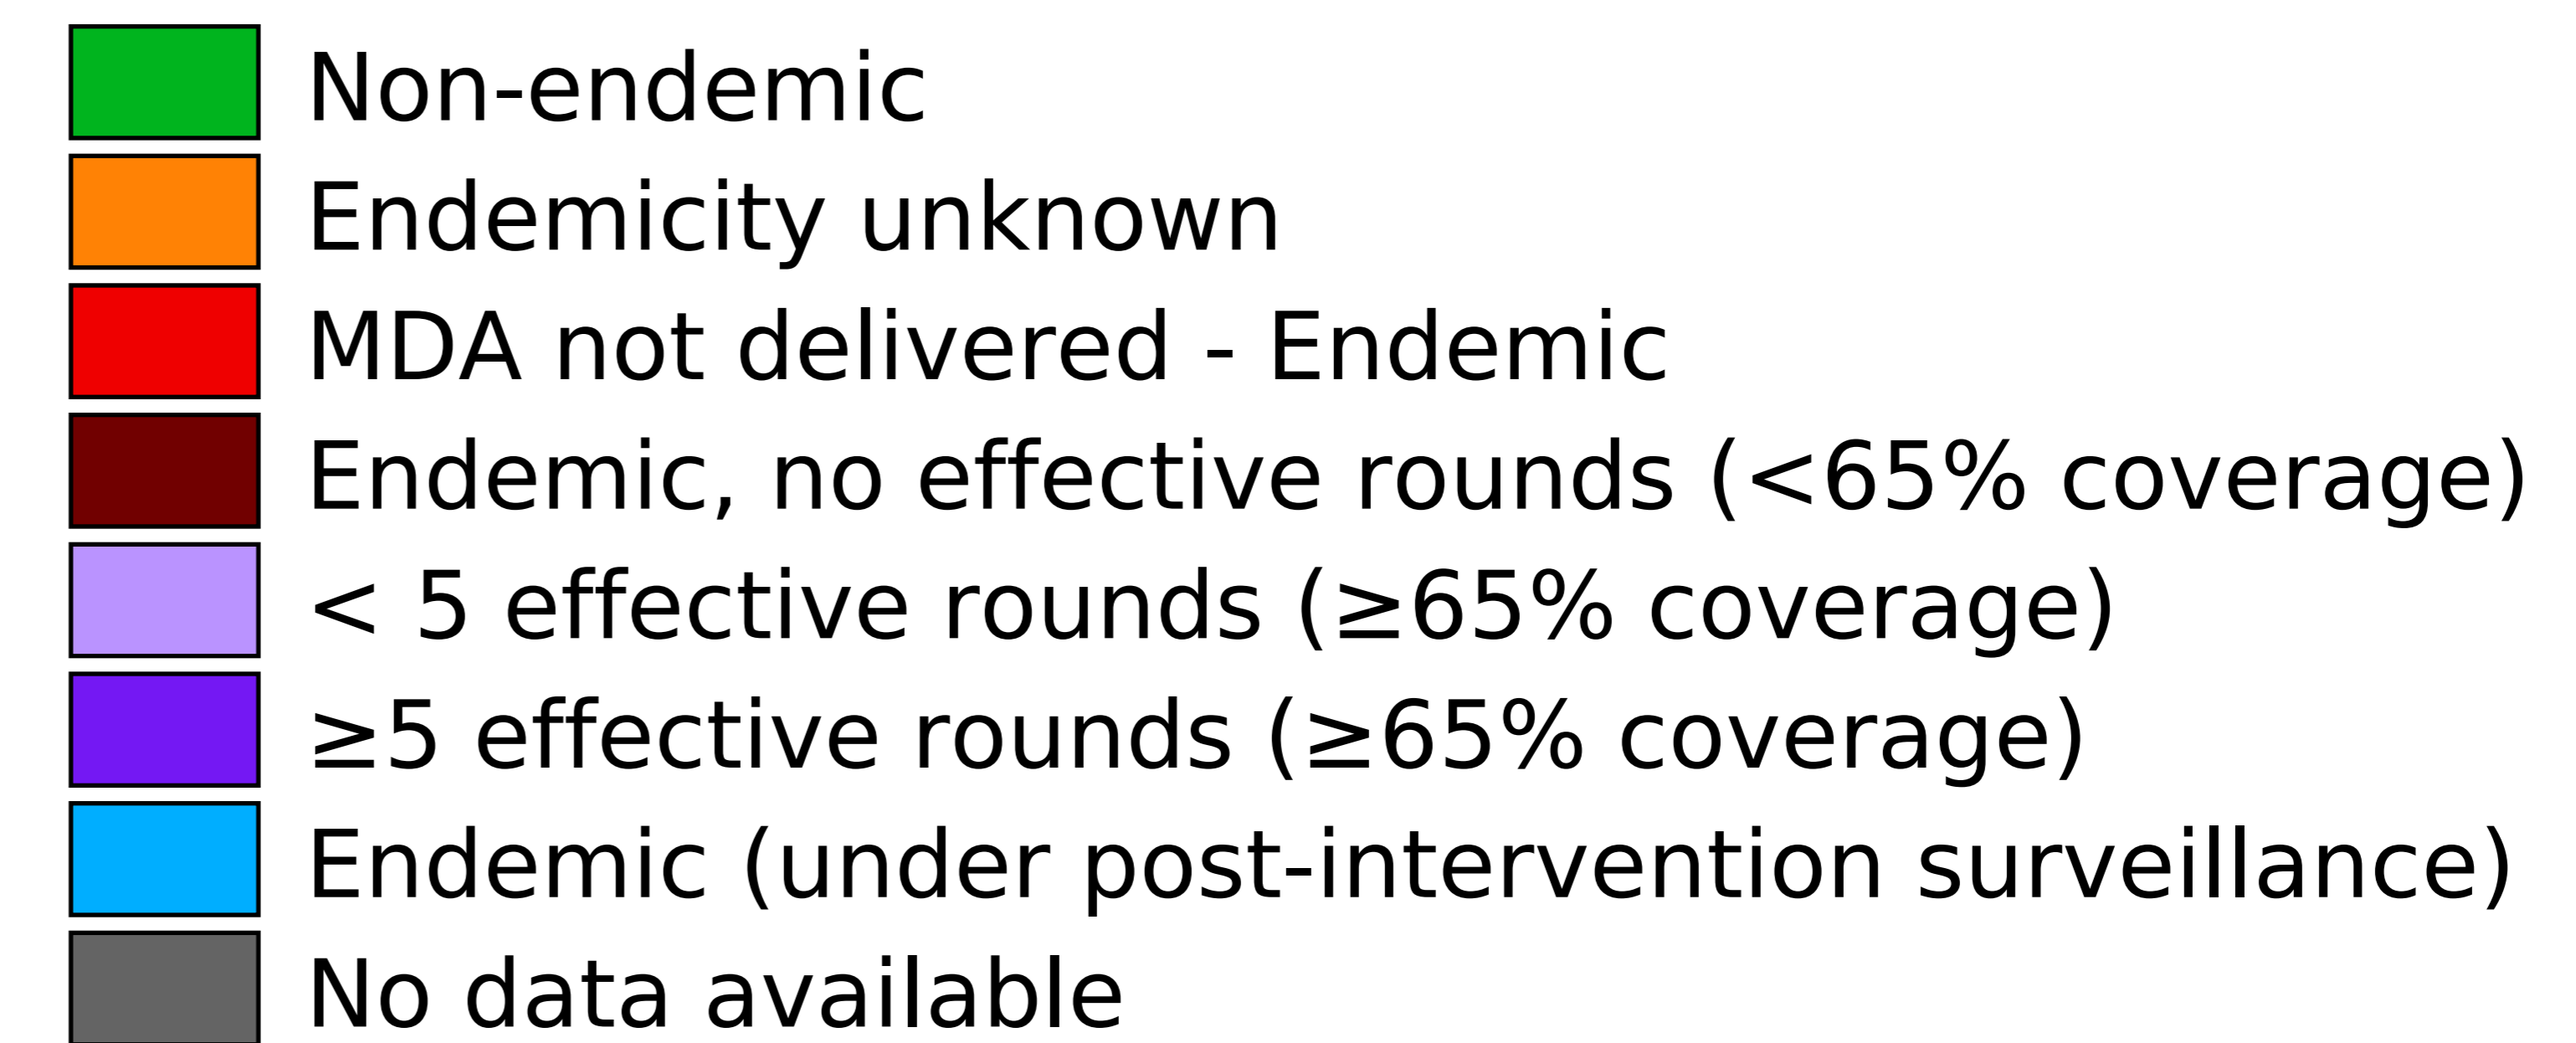 Non-endemic
Endemicity unknown
MDA not delivered - Endemic
Endemic, no effective rounds (<65% coverage)
< 5 effective rounds (≥65% coverage)
≥5 effective rounds (≥65% coverage)
Endemic (under post-intervention surveillance)
No data available